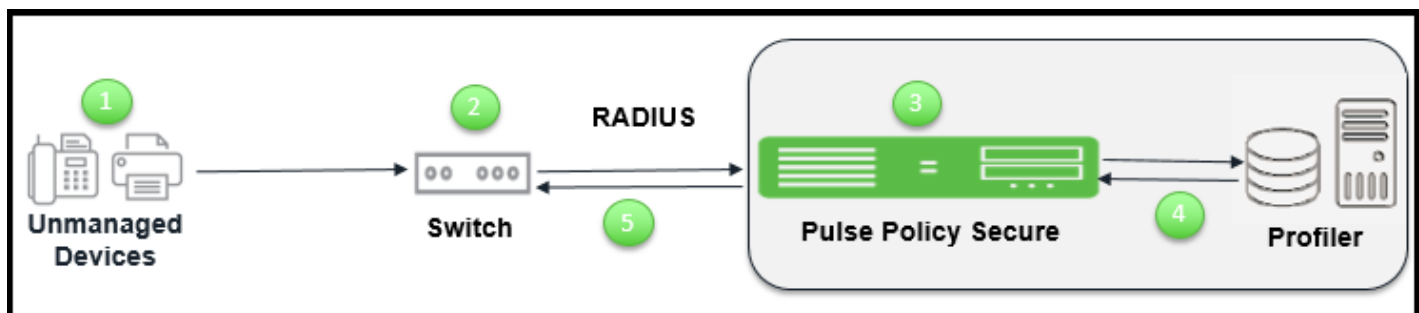 1
2
3
RADIUS
4
5
Unmanaged
Devices
Switch
Pulse Policy Secure
Profiler